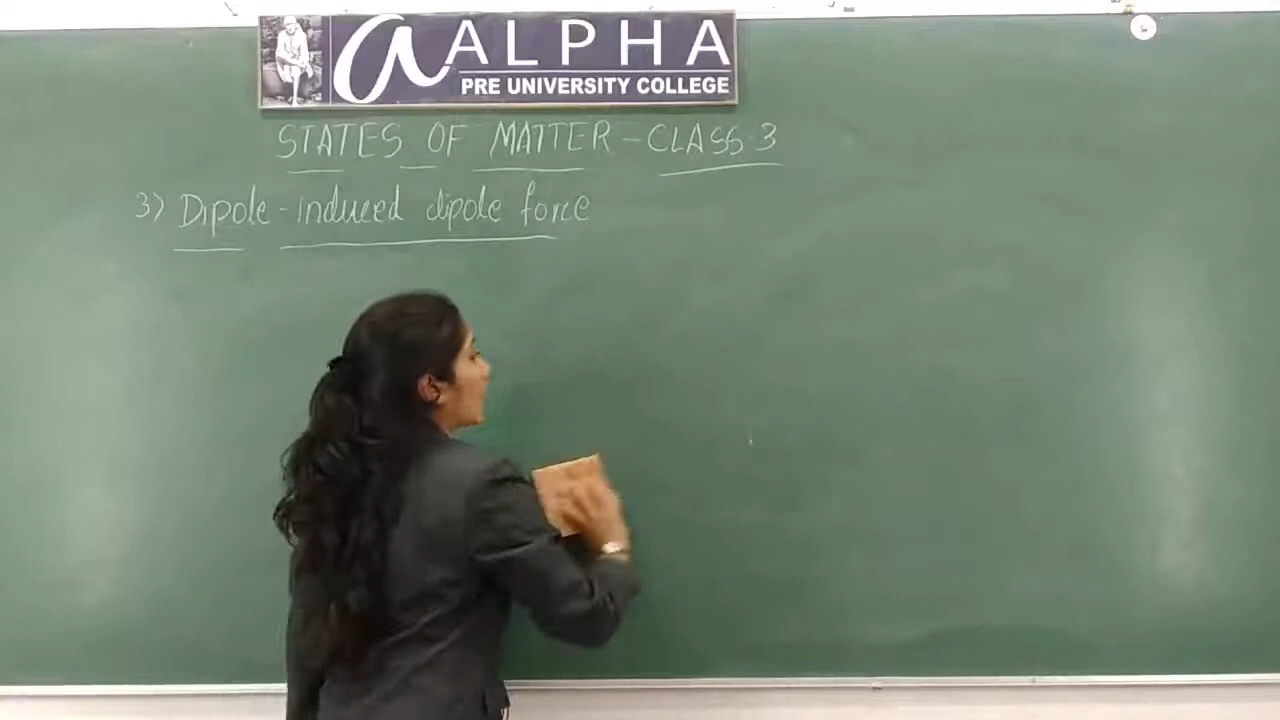 a ALPHA
PRE UNIVERSITY COLLEGE
STATES OF MATTER - CLASS 3
3) Dipole - induced dipole force